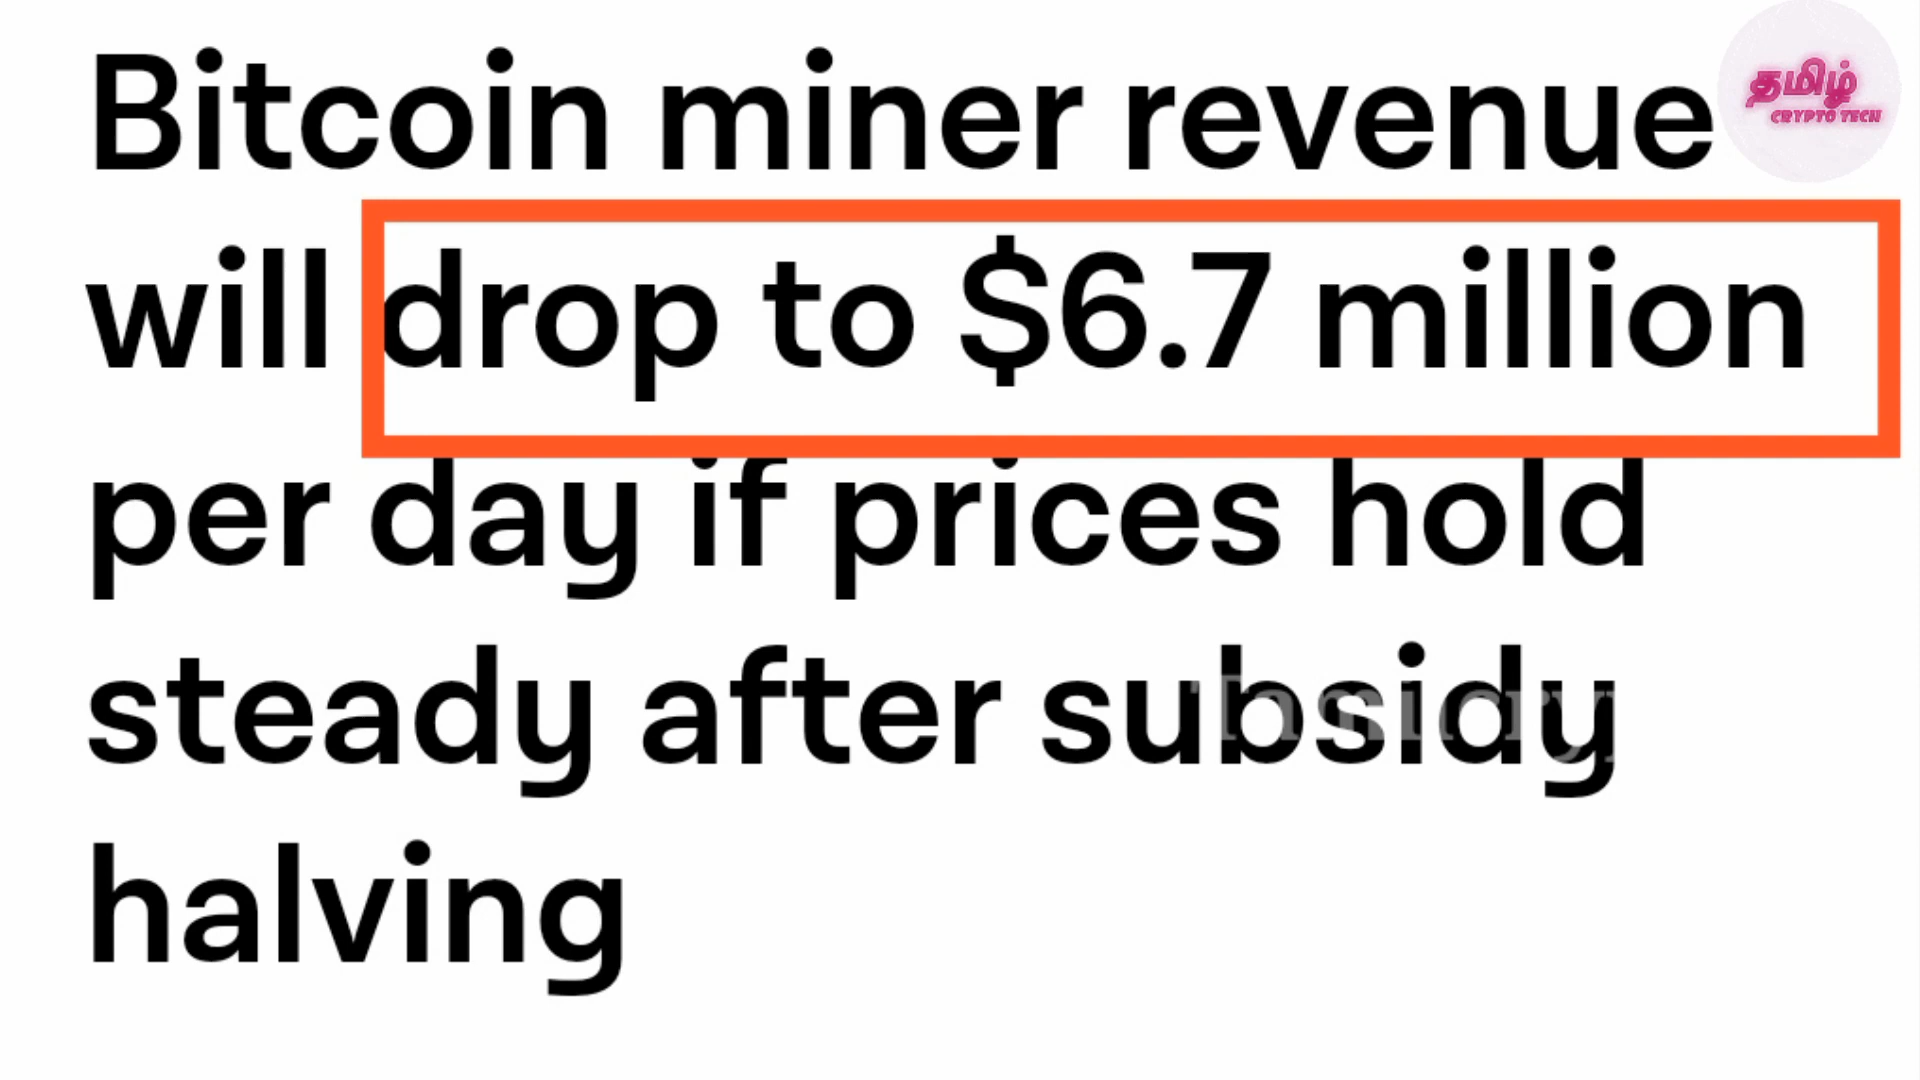 Bitcoin miner revenue
தமிழ்
CRYPTO TECH
will drop to $6.7 million
per day if prices hold
steady after subsidy
halving